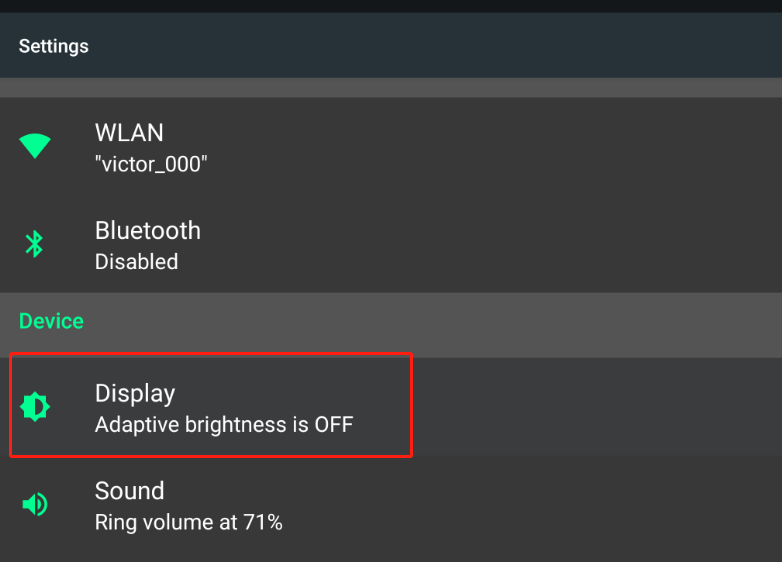 Settings
WLAN
"victor_000"
Bluetooth
Disabled
Device
Display
Adaptive brightness is OFF
Sound
Ring volume at 71%